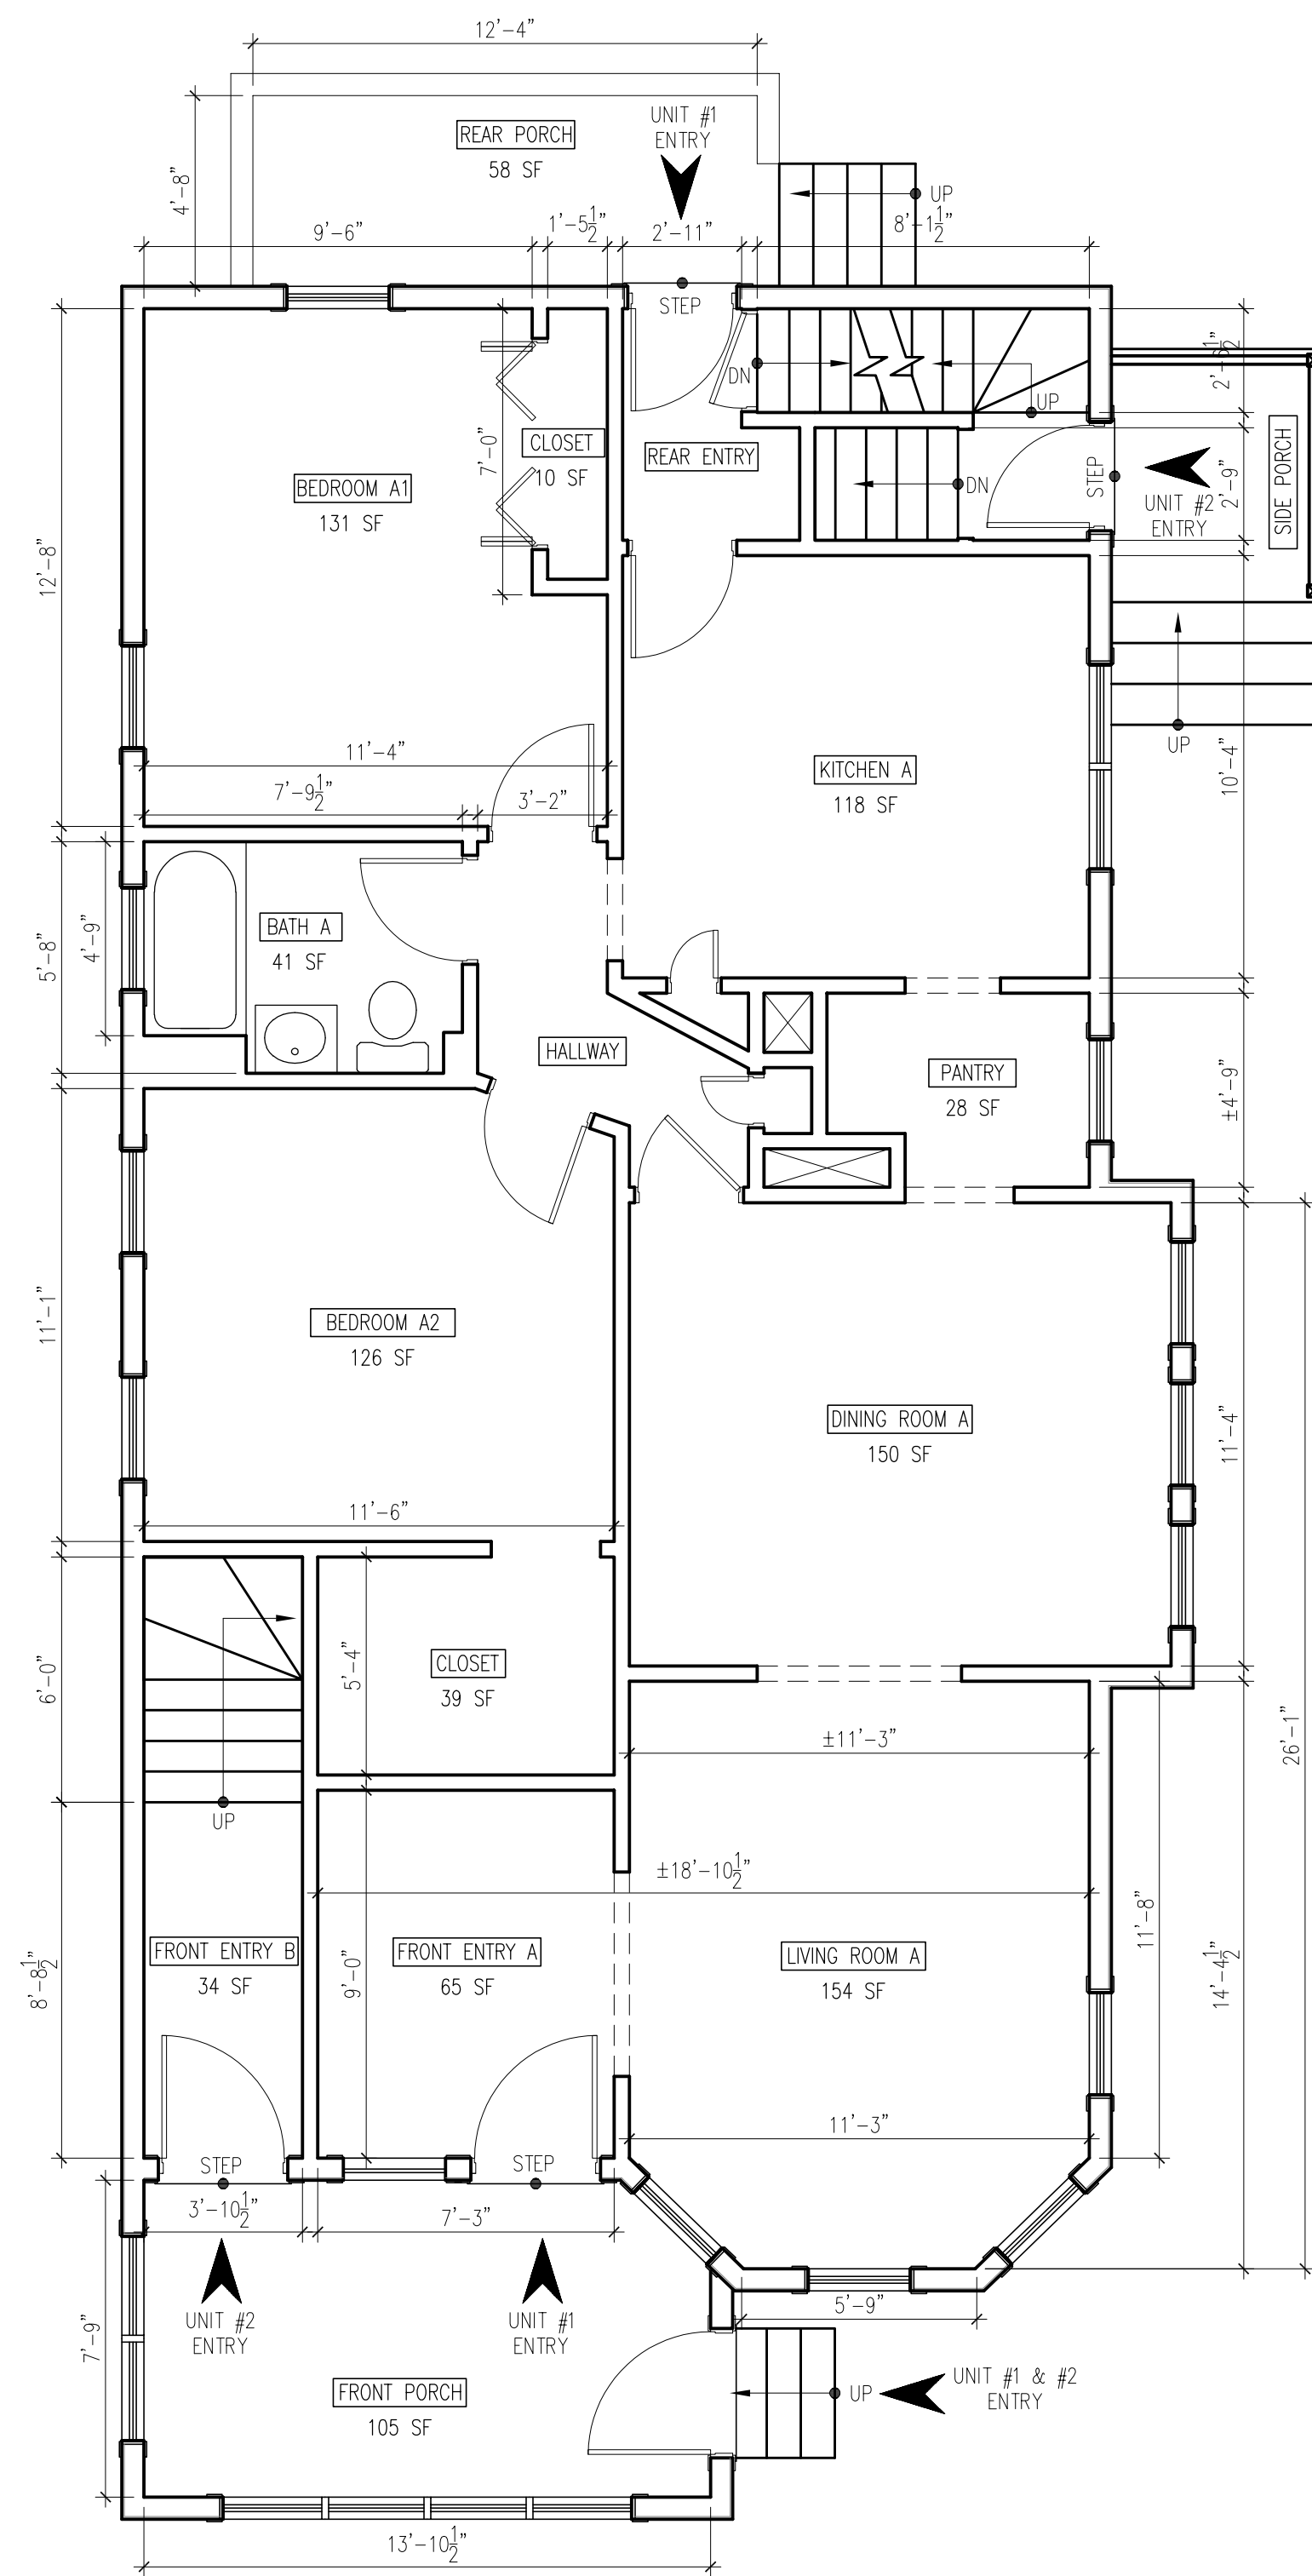 12'-4"
REAR PORCH
58 SF
UNIT #1
ENTRY
4'-8"
UP
9'-6"
1'-5 1/2"
2'-11"
8'-1 1/2"
STEP
DN
UP
2'-6 1/2"
CLOSET
10 SF
7'-0"
REAR ENTRY
DN
STEP
2'-9"
UNIT #2
ENTRY
SIDE PORCH
BEDROOM A1
131 SF
12'-8"
UP
11'-4"
7'-9 1/2"
3'-2"
KITCHEN A
118 SF
10'-4"
BATH A
41 SF
5'-8"
4'-9"
HALLWAY
PANTRY
28 SF
±4'-9"
BEDROOM A2
126 SF
11'-1"
11'-6"
DINING ROOM A
150 SF
11'-4"
26'-1"
CLOSET
39 SF
5'-4"
6'-0"
UP
±11'-3"
±18'-10 1/2"
FRONT ENTRY B
34 SF
8'-8 1/2"
FRONT ENTRY A
65 SF
9'-0"
LIVING ROOM A
154 SF
11'-8"
14'-4 1/2"
11'-3"
STEP
STEP
3'-10 1/2"
7'-3"
5'-9"
UNIT #2
ENTRY
UNIT #1
ENTRY
7'-9"
FRONT PORCH
105 SF
UP
UNIT #1 & #2
ENTRY
13'-10 1/2"